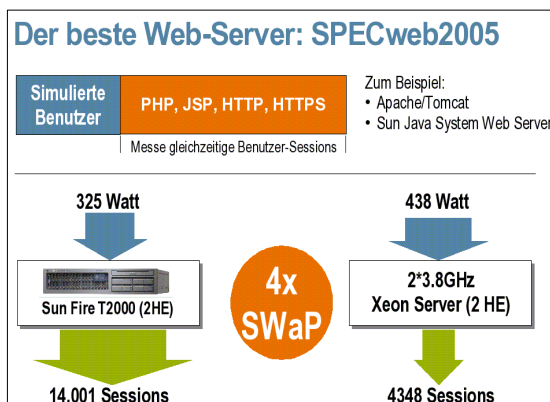 Der beste Web-Server: SPECweb2005
Simulierte
Benutzer
PHP, JSP, HTTP, HTTPS
Messe gleichzeitige Benutzer-Sessions
Zum Beispiel:
• Apache/Tomcat
• Sun Java System Web Server
325 Watt
438 Watt
Sun Fire T2000 (2HE)
4x
SWaP
2*3.8GHz
Xeon Server (2 HE)
14.001 Sessions
4348 Sessions